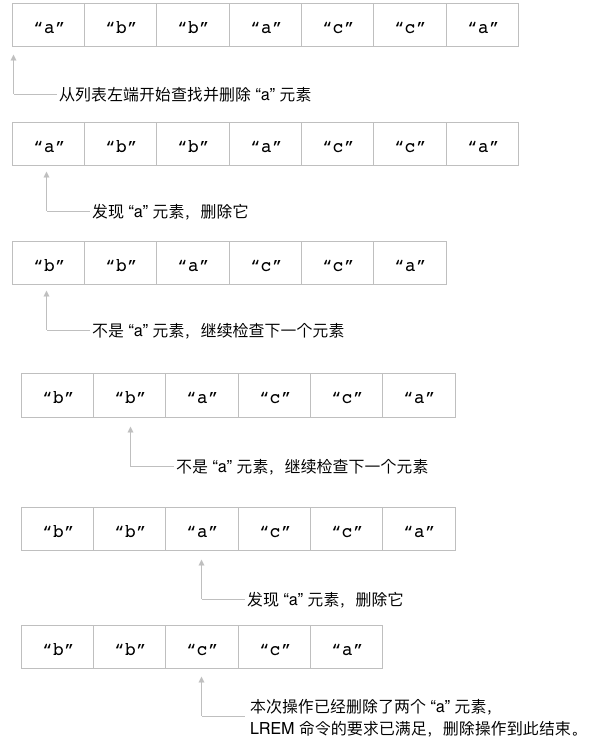 “a” “b” “b” “a” “c” “c” “a”
从列表左端开始查找并删除 “a” 元素
“a” “b” “b” “a” “c” “c” “a”
发现 “a” 元素，删除它
“b” “b” “a” “c” “c” “a”
不是 “a” 元素，继续检查下一个元素
“b” “b” “a” “c” “c” “a”
不是 “a” 元素，继续检查下一个元素
“b” “b” “a” “c” “c” “a”
发现 “a” 元素，删除它
“b” “b” “c” “c” “a”
本次操作已经删除了两个 “a” 元素，
LREM 命令的要求已满足，删除操作到此结束。